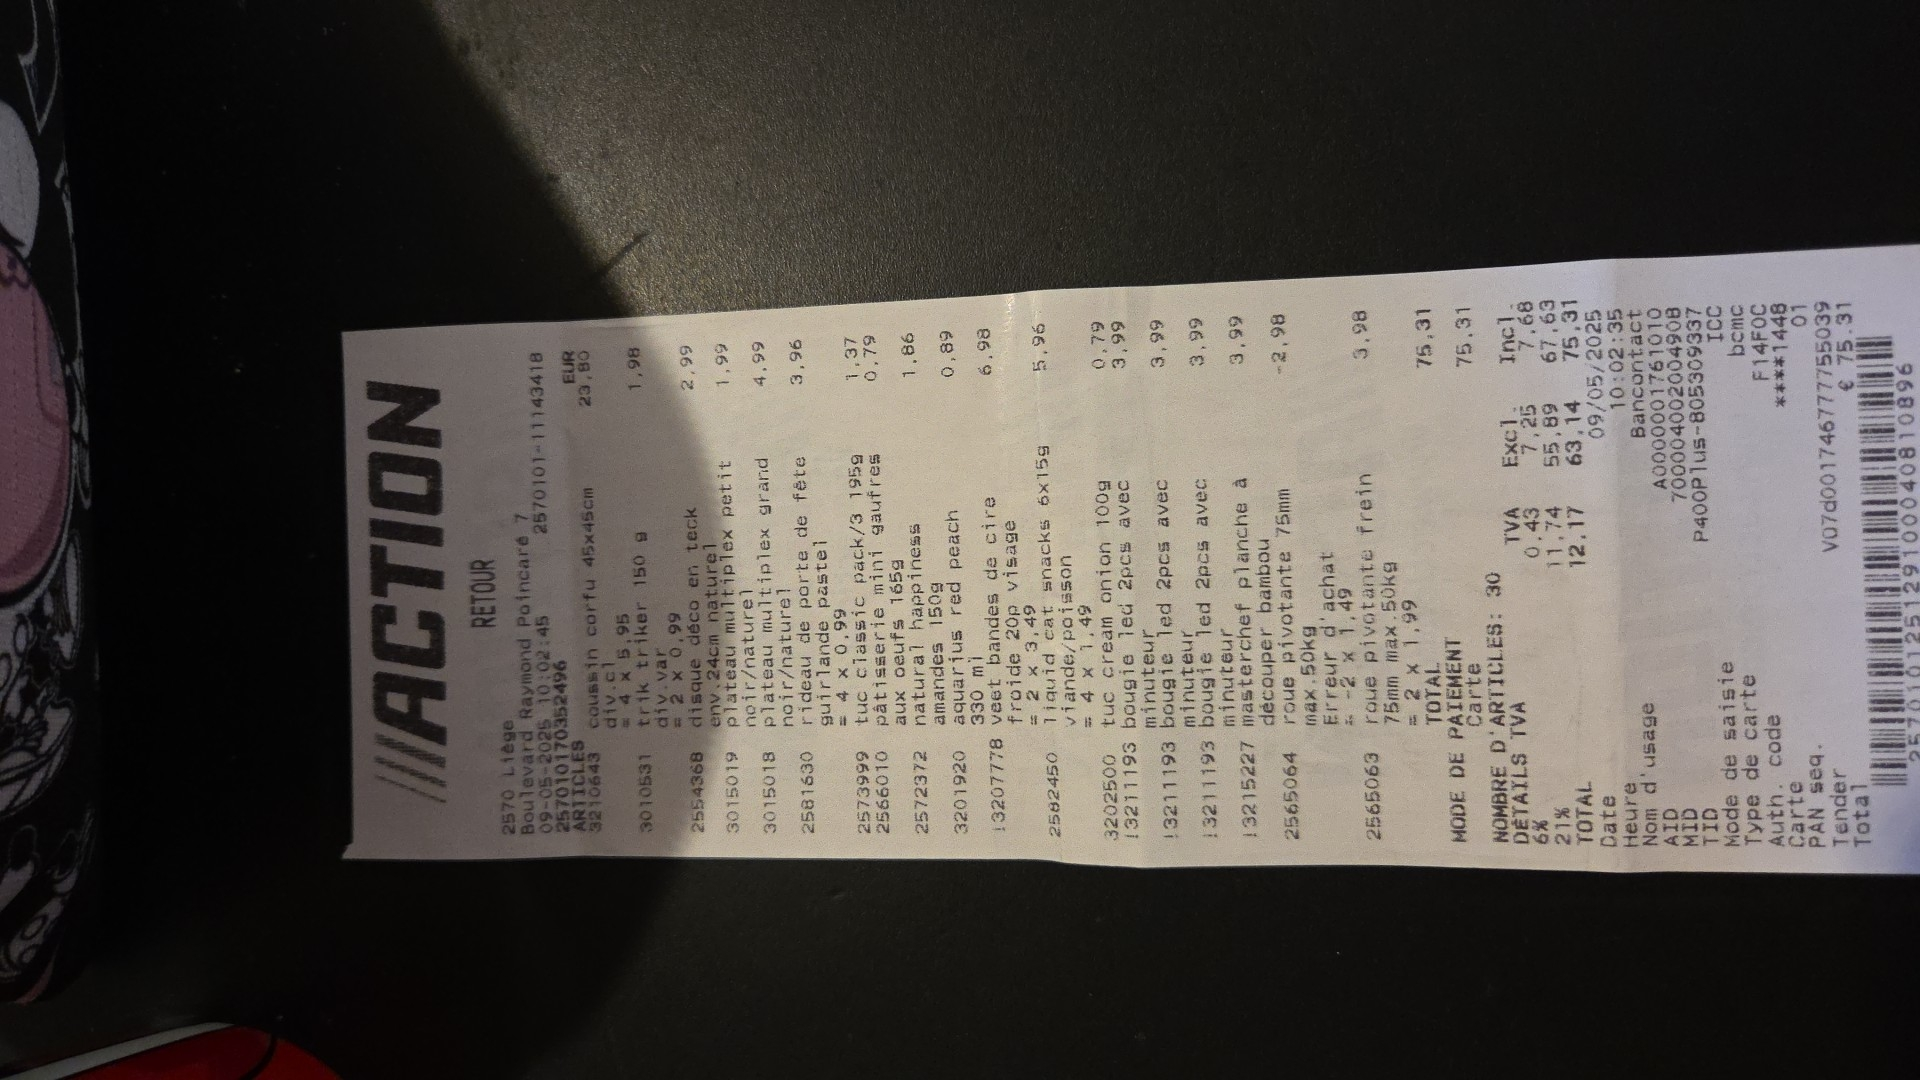 ///ACTION
RETOUR
2570 Liège
Boulevard Raymond Poincaré 7
09-05-2025 10:02:45 2570101-11143418
2570101170352496
ARTICLES EUR
3210643 coussin corfu 45x45cm 23,80
div.cl
= 4 x 5,95
3010531 trik triker 150 g 1,98
div.var
= 2 x 0,99
2554368 disque déco en teck 2,99
env.24cm naturel
3015019 plateau multiplex petit 1,99
noir/naturel
3015018 plateau multiplex grand 4,99
noir/naturel
2581630 rideau de porte de fête 3,96
guirlande pastel
= 4 x 0,99
2573999 tuc classic pack/3 195g 1,37
2566010 pâtisserie mini gaufres 0,79
aux oeufs 165g
2572372 natural happiness 1,86
amandes 150g
3201920 aquarius red peach 0,89
330 ml
!3207778 veet bandes de cire 6,98
froide 20p visage
= 2 x 3,49
2582450 liquid cat snacks 6x15g 5,96
viande/poisson
= 4 x 1,49
3202500 tuc cream onion 100g 0,79
!3211193 bougie led 2pcs avec 3,99
minuteur
!3211193 bougie led 2pcs avec 3,99
minuteur
!3211193 bougie led 2pcs avec 3,99
minuteur
!3215227 masterchef planche à 3,99
découper bambou
2565064 roue pivotante 75mm -2,98
max.50kg
Erreur d'achat
= -2 x 1,49
2565063 roue pivotante frein 3,98
75mm max.50kg
= 2 x 1,99
TOTAL 75,31
MODE DE PAIEMENT
Carte 75,31
NOMBRE D'ARTICLES: 30
DÉTAILS TVA TVA Excl. Incl.
6% 0,43 7,25 7,68
21% 11,74 55,89 67,63
TOTAL 12,17 63,14 75,31
Date 09/05/2025
Heure 10:02:35
Nom d'usage Bancontact
AID A0000001761010
MID 700004002004908
TID P400Plus-805309337
Mode de saisie ICC
Type de carte bcmc
Auth. code F14F0C
Carte ****1448
PAN seq. 01
Tender V07d001746777755039
Total € 75.31
257010125129100040810896